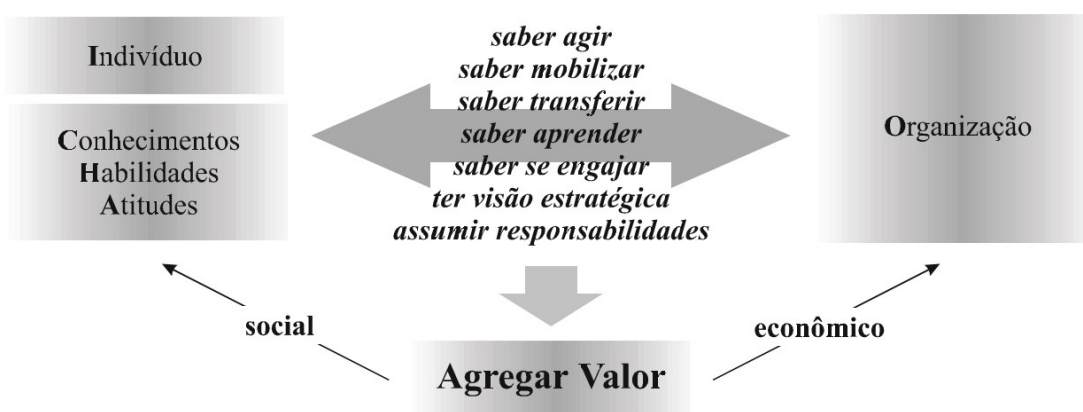 Indivíduo
Conhecimentos
Habilidades
Atitudes
saber agir
saber mobilizar
saber transferir
saber aprender
saber se engajar
ter visão estratégica
assumir responsabilidades
Organização
social
econômico
Agregar Valor